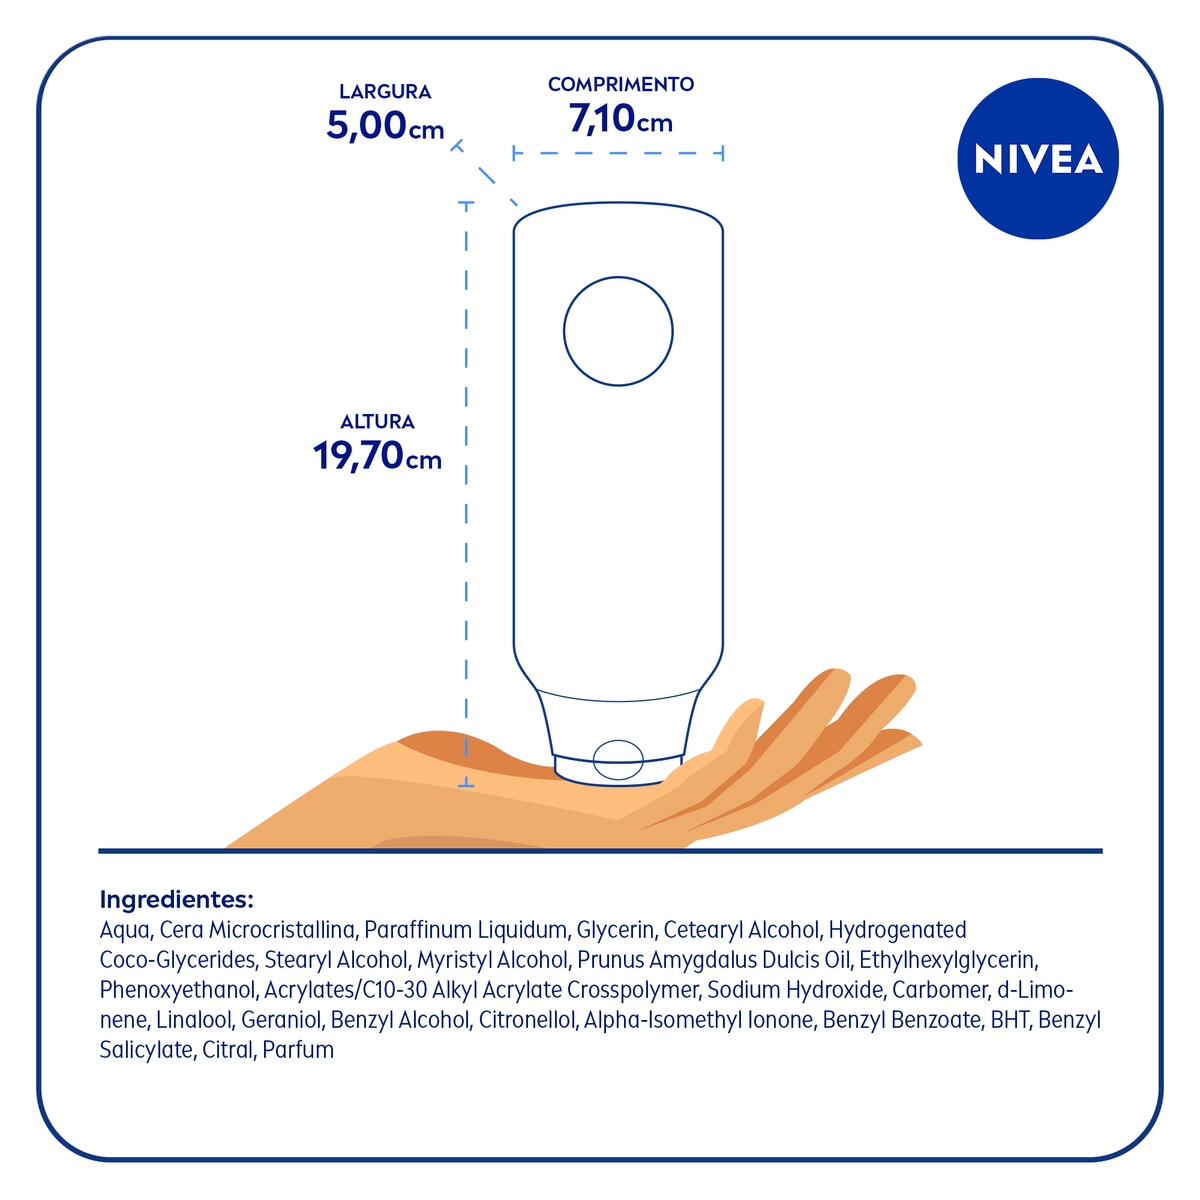 LARGURA
5,00cm
COMPRIMENTO
7,10cm
NIVEA
ALTURA
19,70cm
Ingredientes:
Aqua, Cera Microcristallina, Paraffinum Liquidum, Glycerin, Cetearyl Alcohol, Hydrogenated
Coco-Glycerides, Stearyl Alcohol, Myristyl Alcohol, Prunus Amygdalus Dulcis Oil, Ethylhexylglycerin,
Phenoxyethanol, Acrylates/C10-30 Alkyl Acrylate Crosspolymer, Sodium Hydroxide, Carbomer, d-Limo-
nene, Linalool, Geraniol, Benzyl Alcohol, Citronellol, Alpha-Isomethyl Ionone, Benzyl Benzoate, BHT, Benzyl
Salicylate, Citral, Parfum